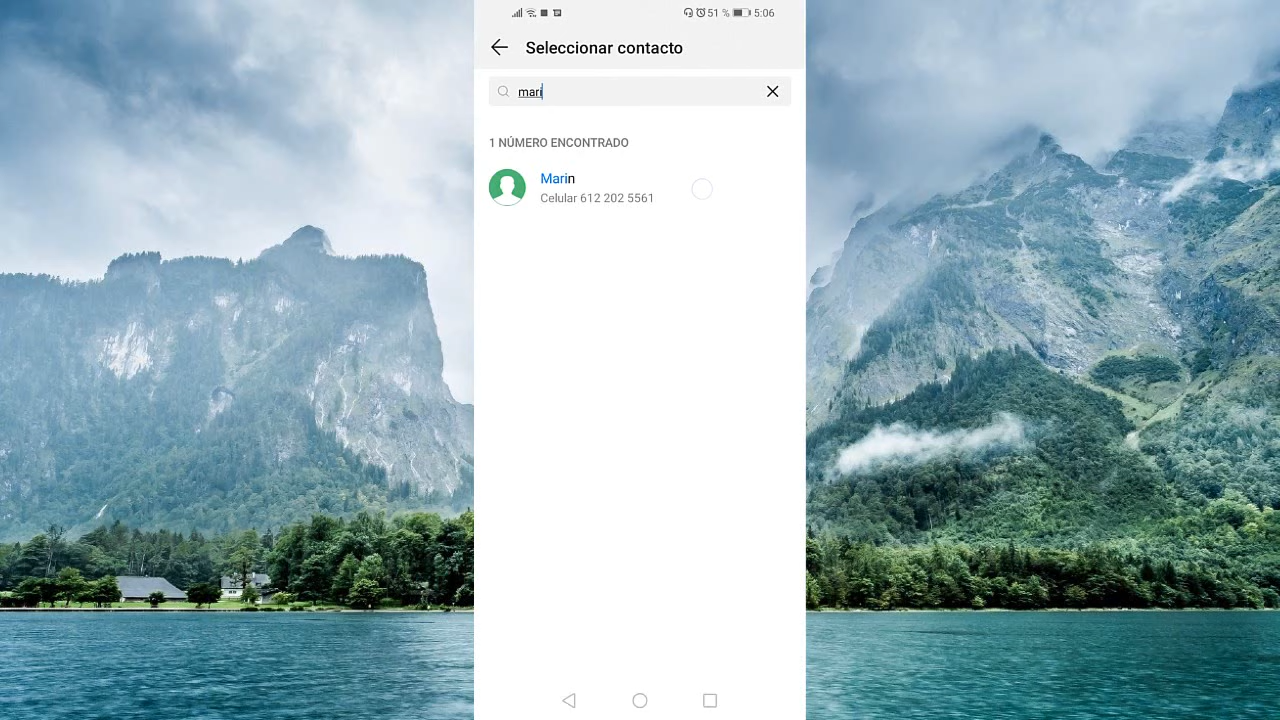 51 % 5:06
Seleccionar contacto
mari
1 NÚMERO ENCONTRADO
Marin
Celular 612 202 5561